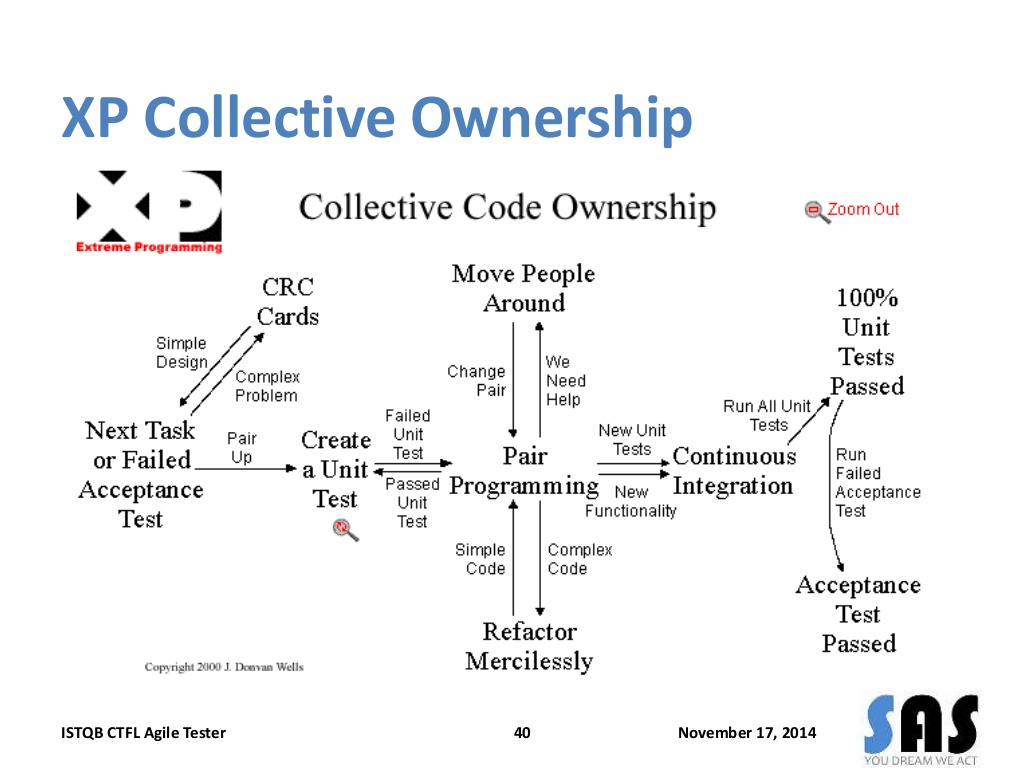 XP Collective Ownership
XP
Extreme Programming
Collective Code Ownership
Zoom Out
CRC
Cards
Simple
Design
Complex
Problem
Next Task
or Failed
Acceptance
Test
Pair
Up
Create
a Unit
Test
Failed
Unit
Test
Passed
Unit
Test
Move People
Around
Change
Pair
We
Need
Help
Pair
Programming
Simple
Code
Complex
Code
Refactor
Mercilessly
New Unit
Tests
New
Functionality
Continuous
Integration
Run All Unit
Tests
100%
Unit
Tests
Passed
Run
Failed
Acceptance
Test
Acceptance
Test
Passed
Copyright 2000 J. Donvan Wells
ISTQB CTFL Agile Tester
40
November 17, 2014
SAS
YOU DREAM WE ACT